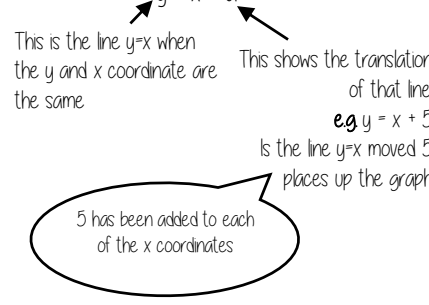 This is the line y=x when
the y and x coordinate are
the same
This shows the translation
of that line
e.g y = x + 5
Is the line y=x moved 5
places up the graph
5 has been added to each
of the x coordinates